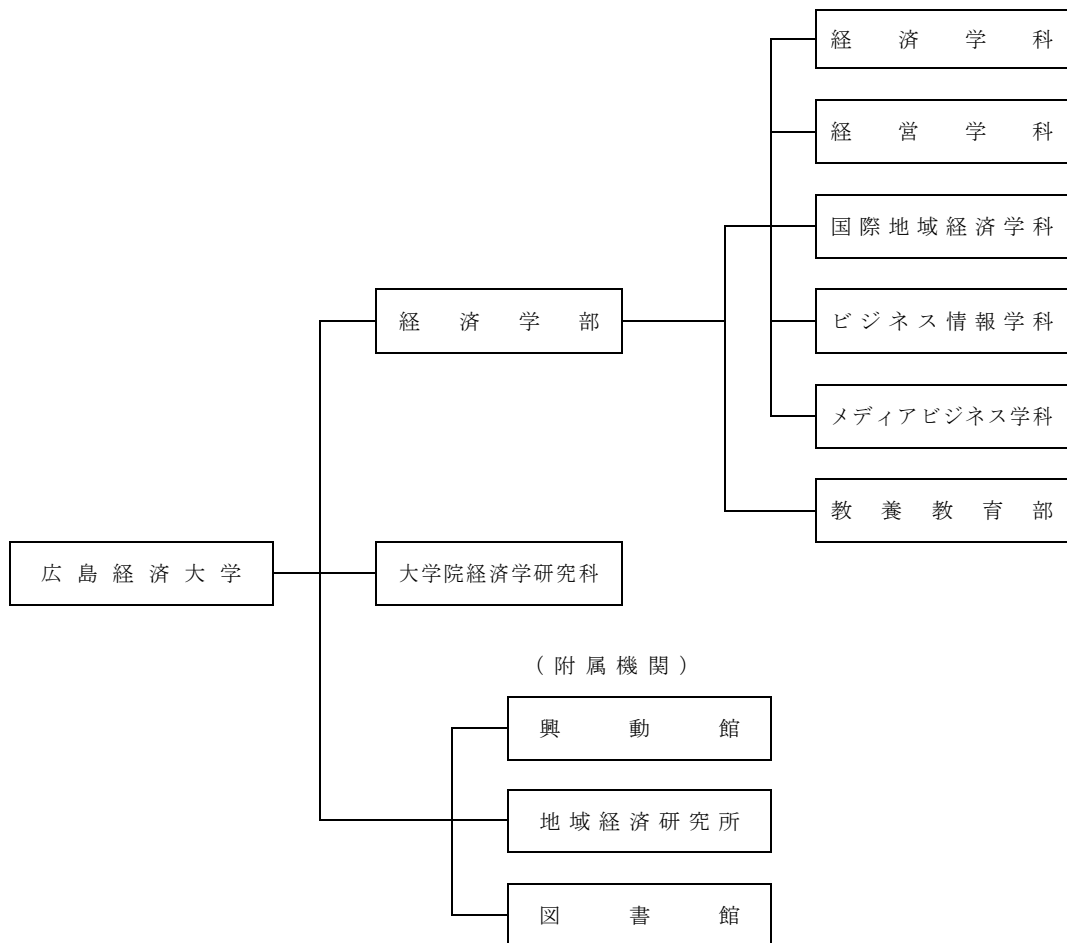 経済学科
経営学科
国際地域経済学科
経済学部
ビジネス情報学科
メディアビジネス学科
教養教育部
広島経済大学
大学院経済学研究科
(附属機関)
興動館
地域経済研究所
図書館